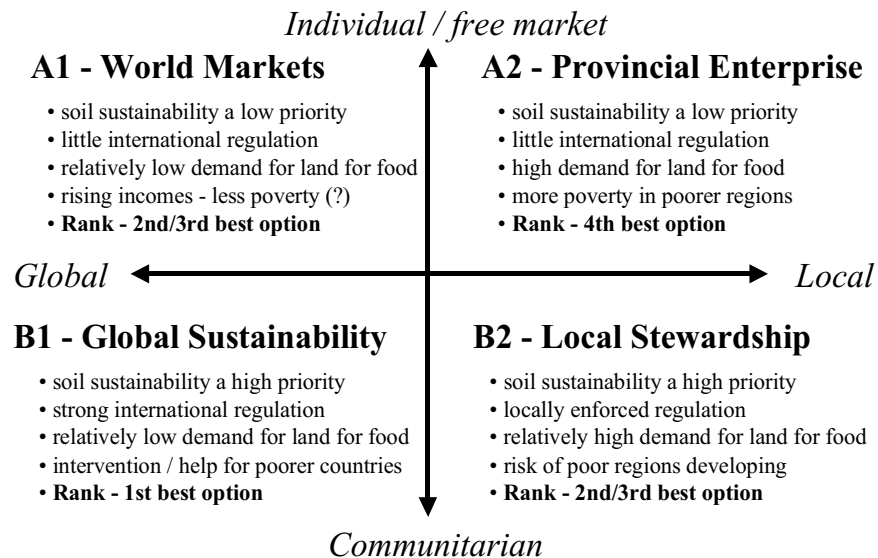 Individual / free market
A1 - World Markets
• soil sustainability a low priority
• little international regulation
• relatively low demand for land for food
• rising incomes - less poverty (?)
• Rank - 2nd/3rd best option
A2 - Provincial Enterprise
• soil sustainability a low priority
• little international regulation
• high demand for land for food
• more poverty in poorer regions
• Rank - 4th best option
Global
Local
B1 - Global Sustainability
• soil sustainability a high priority
• strong international regulation
• relatively low demand for land for food
• intervention / help for poorer countries
• Rank - 1st best option
B2 - Local Stewardship
• soil sustainability a high priority
• locally enforced regulation
• relatively high demand for land for food
• risk of poor regions developing
• Rank - 2nd/3rd best option
Communitarian